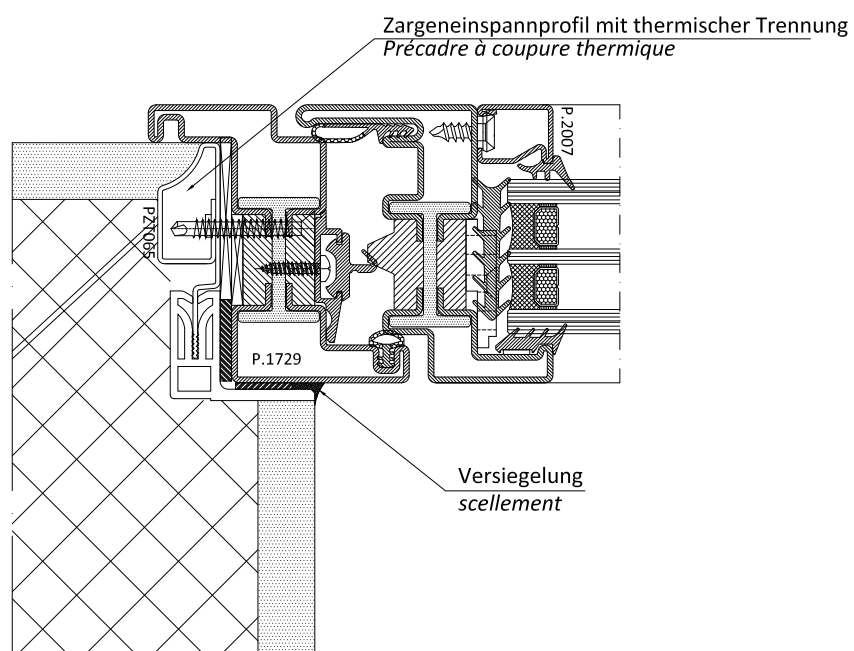 Zargeneinspannprofil mit thermischer Trennung
Précadre à coupure thermique
P.2007
PZ1065
P.1729
Versiegelung
scellement